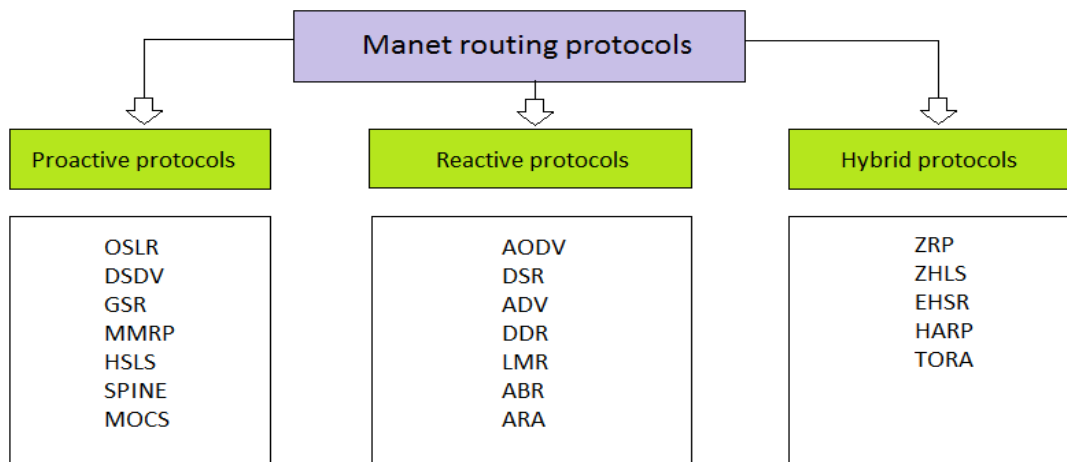 Manet routing protocols
Proactive protocols
Reactive protocols
Hybrid protocols
OSLR
DSDV
GSR
MMRP
HSLS
SPINE
MOCS
AODV
DSR
ADV
DDR
LMR
ABR
ARA
ZRP
ZHLS
EHSR
HARP
TORA